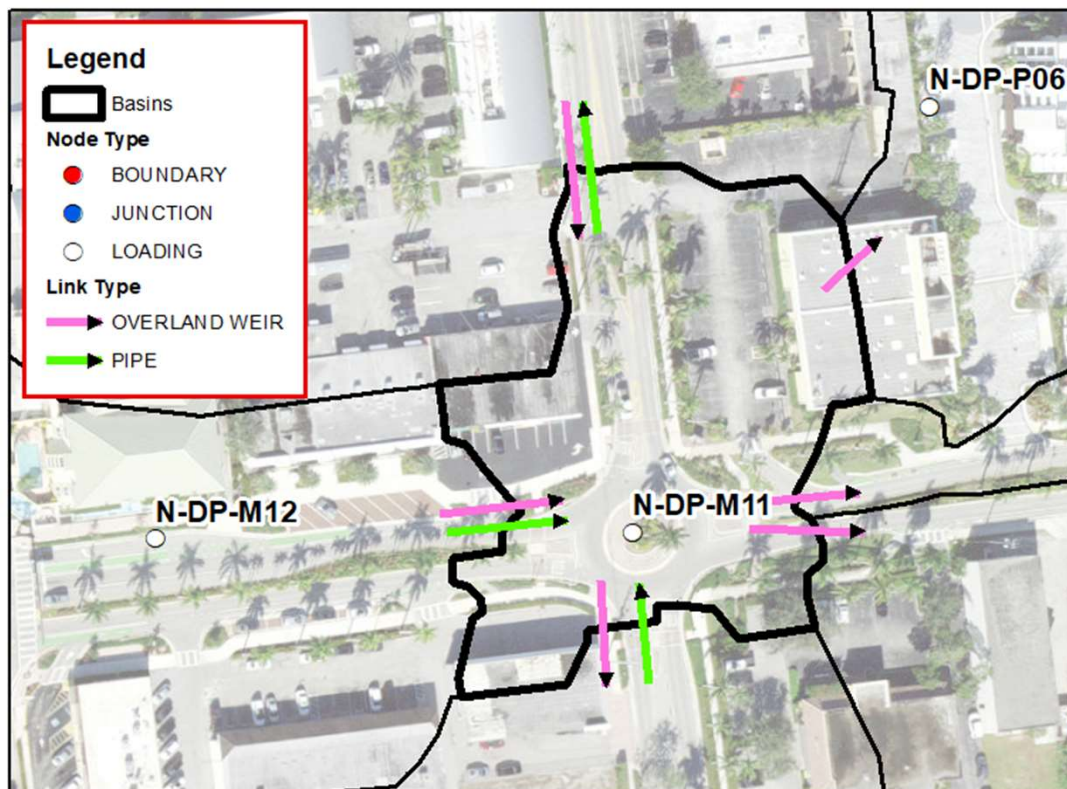 Legend
Basins
Node Type
BOUNDARY
JUNCTION
LOADING
Link Type
OVERLAND WEIR
PIPE
N-DP-P06
N-DP-M12
N-DP-M11